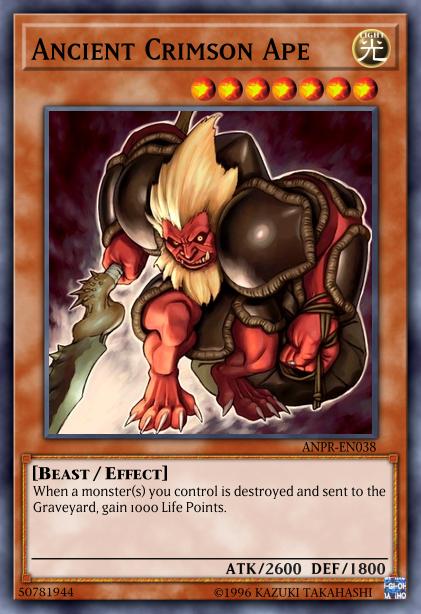 Ancient Crimson Ape
LIGHT
光
ANPR-EN038
[Beast / Effect]
When a monster(s) you control is destroyed and sent to the
Graveyard, gain 1000 Life Points.
ATK/2600 DEF/1800
50781944
©1996 KAZUKI TAKAHASHI